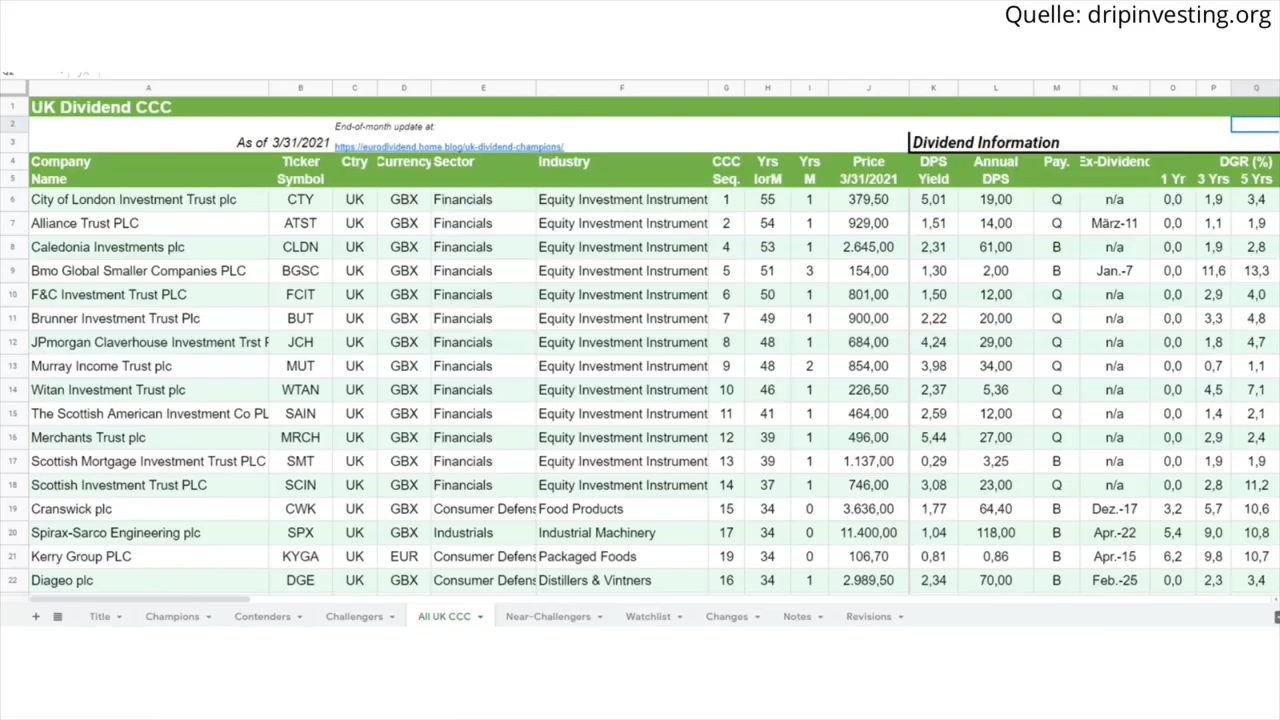 Quelle: dripinvesting.org
A B C D E F G H I J K L M N O P Q
1 UK Dividend CCC
2 End-of-month update at:
3 As of 3/31/2021 https://eurodividend.home.blog/uk-dividend-champions/ Dividend Information
4 Company Ticker Ctry Currency Sector Industry CCC Yrs Yrs Price DPS Annual Pay. Ex-Dividenc DGR (%)
5 Name Symbol Seq. IorM M 3/31/2021 Yield DPS 1 Yr 3 Yrs 5 Yrs
6 City of London Investment Trust plc CTY UK GBX Financials Equity Investment Instrument 1 55 1 379,50 5,01 19,00 Q n/a 0,0 1,9 3,4
7 Alliance Trust PLC ATST UK GBX Financials Equity Investment Instrument 2 54 1 929,00 1,51 14,00 Q März-11 0,0 1,1 1,9
8 Caledonia Investments plc CLDN UK GBX Financials Equity Investment Instrument 4 53 1 2.645,00 2,31 61,00 B n/a 0,0 1,9 2,8
9 Bmo Global Smaller Companies PLC BGSC UK GBX Financials Equity Investment Instrument 5 51 3 154,00 1,30 2,00 B Jan.-7 0,0 11,6 13,3
10 F&C Investment Trust PLC FCIT UK GBX Financials Equity Investment Instrument 6 50 1 801,00 1,50 12,00 Q n/a 0,0 2,9 4,0
11 Brunner Investment Trust Plc BUT UK GBX Financials Equity Investment Instrument 7 49 1 900,00 2,22 20,00 Q n/a 0,0 3,3 4,8
12 JPmorgan Claverhouse Investment Trst F JCH UK GBX Financials Equity Investment Instrument 8 48 1 684,00 4,24 29,00 Q n/a 0,0 1,8 4,7
13 Murray Income Trust plc MUT UK GBX Financials Equity Investment Instrument 9 48 2 854,00 3,98 34,00 Q n/a 0,0 0,7 1,1
14 Witan Investment Trust plc WTAN UK GBX Financials Equity Investment Instrument 10 46 1 226,50 2,37 5,36 Q n/a 0,0 4,5 7,1
15 The Scottish American Investment Co PL SAIN UK GBX Financials Equity Investment Instrument 11 41 1 464,00 2,59 12,00 Q n/a 0,0 1,4 2,1
16 Merchants Trust plc MRCH UK GBX Financials Equity Investment Instrument 12 39 1 496,00 5,44 27,00 Q n/a 0,0 2,9 2,4
17 Scottish Mortgage Investment Trust PLC SMT UK GBX Financials Equity Investment Instrument 13 39 1 1.137,00 0,29 3,25 B n/a 0,0 1,9 1,9
18 Scottish Investment Trust PLC SCIN UK GBX Financials Equity Investment Instrument 14 37 1 746,00 3,08 23,00 Q n/a 0,0 2,8 11,2
19 Cranswick plc CWK UK GBX Consumer Defens Food Products 15 34 0 3.636,00 1,77 64,40 B Dez.-17 3,2 5,7 10,6
20 Spirax-Sarco Engineering plc SPX UK GBX Industrials Industrial Machinery 17 34 0 11.400,00 1,04 118,00 B Apr.-22 5,4 9,0 10,8
21 Kerry Group PLC KYGA UK EUR Consumer Defens Packaged Foods 19 34 0 106,70 0,81 0,86 B Apr.-15 6,2 9,8 10,7
22 Diageo plc DGE UK GBX Consumer Defens Distillers & Vintners 16 34 1 2.989,50 2,34 70,00 B Feb.-25 0,0 2,3 3,4
Title Champions Contenders Challengers All UK CCC Near-Challengers Watchlist Changes Notes Revisions